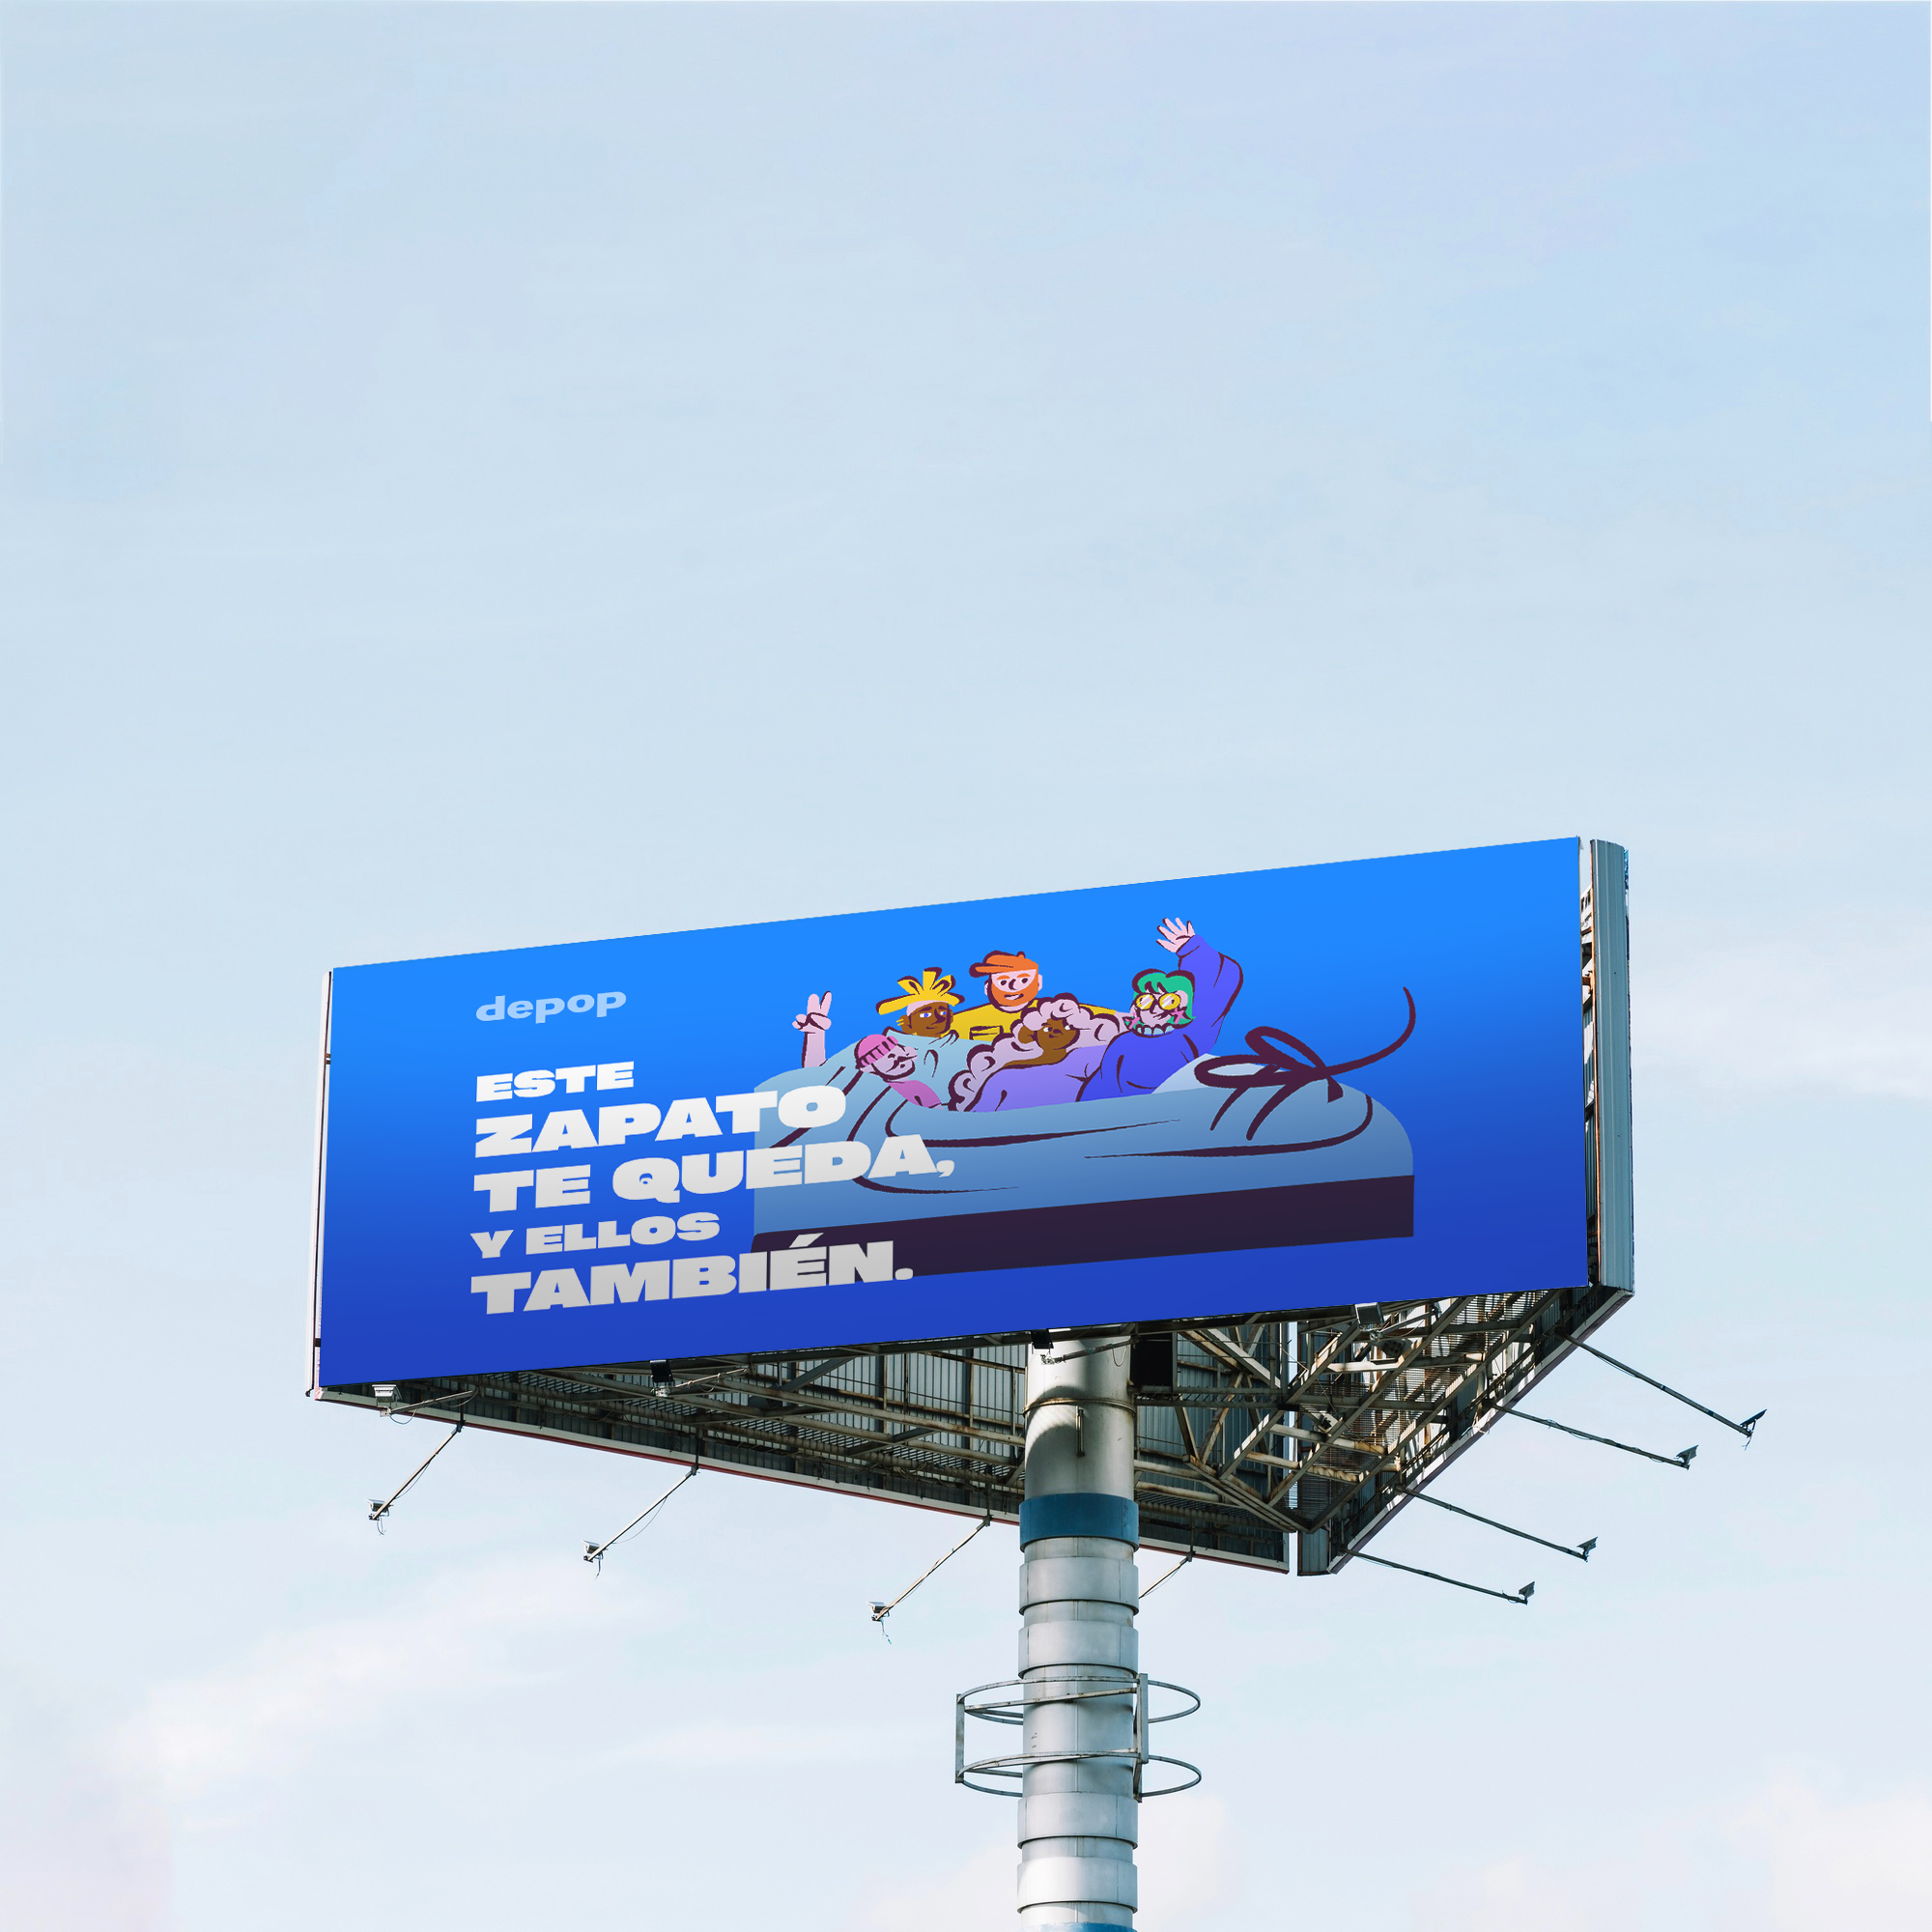 depop
ESTE
ZAPATO
TE QUEDA,
Y ELLOS
TAMBIÉN.